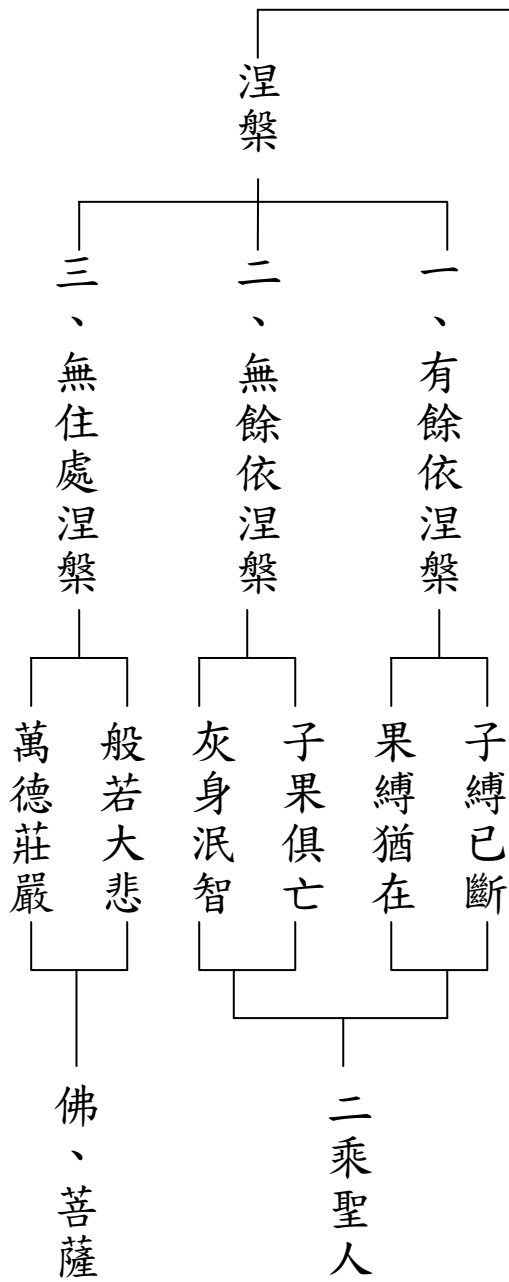 涅槃
一、有餘依涅槃
二、無餘依涅槃
三、無住處涅槃
子縛已斷
果縛猶在
子果俱亡
灰身泯智
般若大悲
萬德莊嚴
二乘聖人
佛、菩薩